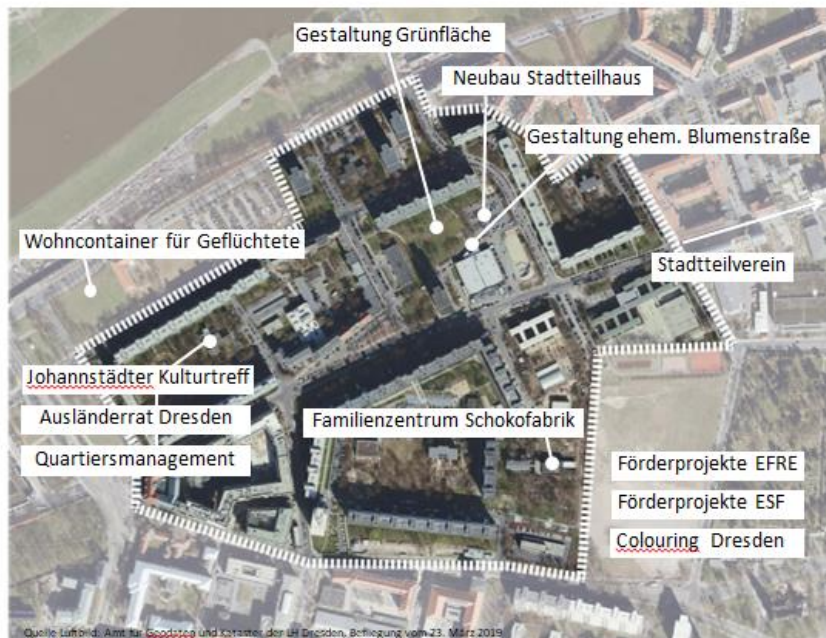 Gestaltung Grünfläche
Neubau Stadtteilhaus
Gestaltung ehem. Blumenstraße
Wohncontainer für Geflüchtete
Stadtteilverein
Johannstädter Kulturtreff
Ausländerrat Dresden
Quartiersmanagement
Familienzentrum Schokofabrik
Förderprojekte EFRE
Förderprojekte ESF
Colouring Dresden
Quelle Luftbild: Amt für Geodaten und Kataster der LH Dresden, Befliegung vom 23. März 2019